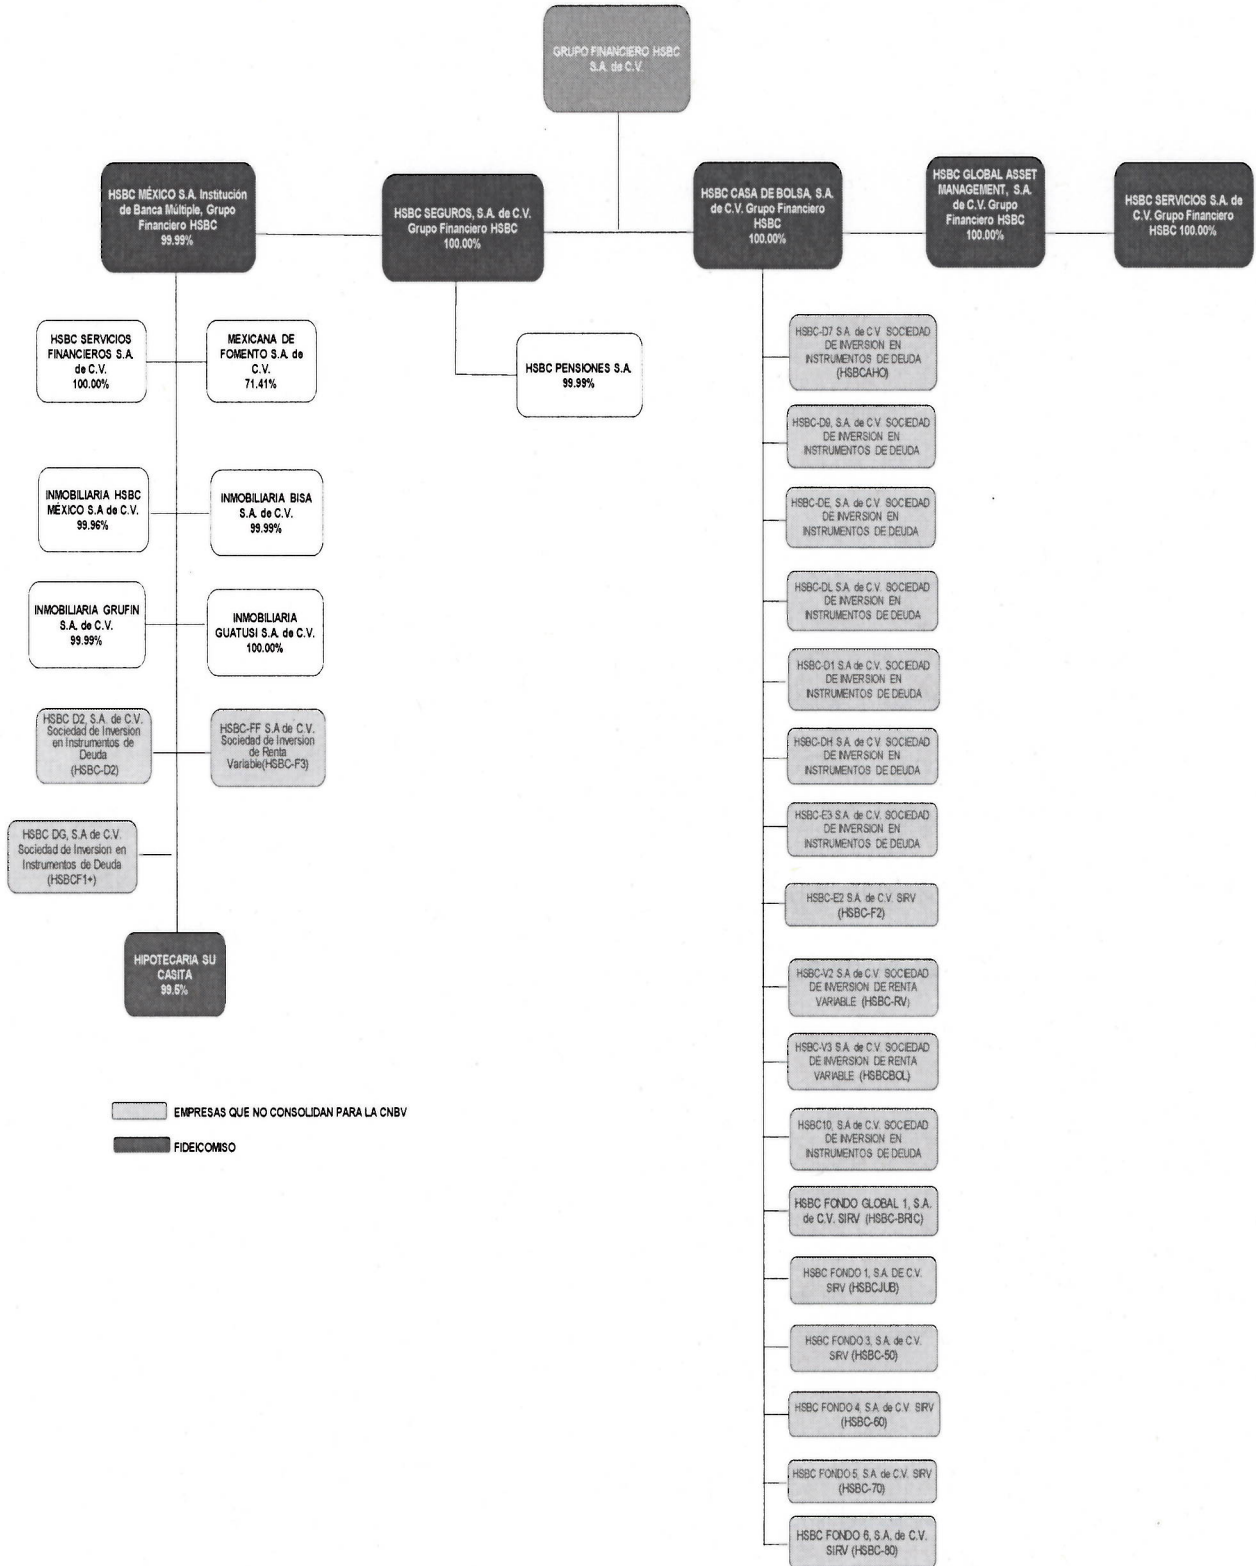 GRUPO FINANCIERO HSBC
S.A. de C.V.
HSBC MÉXICO S.A. Institución
de Banca Múltiple, Grupo
Financiero HSBC
99.99%
HSBC SEGUROS, S.A. de C.V.
Grupo Financiero HSBC
100.00%
HSBC CASA DE BOLSA, S.A.
de C.V. Grupo Financiero
HSBC
100.00%
HSBC GLOBAL ASSET
MANAGEMENT, S.A.
de C.V. Grupo
Financiero HSBC
100.00%
HSBC SERVICIOS S.A. de
C.V. Grupo Financiero
HSBC 100.00%
HSBC SERVICIOS
FINANCIEROS S.A.
de C.V.
100.00%
MEXICANA DE
FOMENTO S.A. de
C.V.
71.41%
INMOBILIARIA HSBC
MÉXICO S.A de C.V.
99.96%
INMOBILIARIA BISA
S.A. de C.V.
99.99%
INMOBILIARIA GRUFIN
S.A. de C.V.
99.99%
INMOBILIARIA
GUATUSI S.A. de C.V.
100.00%
HSBC D2, S.A. de C.V.
Sociedad de Inversion
en Instrumentos de
Deuda
(HSBC-D2)
HSBC-FF S.A de C.V.
Sociedad de Inversion
de Renta
Variable(HSBC-F3)
HSBC DG, S.A de C.V.
Sociedad de Inversion en
Instrumentos de Deuda
(HSBCF1+)
HIPOTECARIA SU
CASITA
99.5%
HSBC PENSIONES S.A.
99.99%
HSBC-D7 S.A. de C.V SOCIEDAD
DE INVERSION EN
INSTRUMENTOS DE DEUDA
(HSBCAHO)
HSBC-D9, S.A. de C.V SOCIEDAD
DE INVERSION EN
INSTRUMENTOS DE DEUDA
HSBC-DE, S.A. de C.V SOCIEDAD
DE INVERSION EN
INSTRUMENTOS DE DEUDA
HSBC-DL S.A. de C.V. SOCIEDAD
DE INVERSION EN
INSTRUMENTOS DE DEUDA
HSBC-D1 S.A de C.V. SOCIEDAD
DE INVERSION EN
INSTRUMENTOS DE DEUDA
HSBC-DH S.A. de C.V SOCIEDAD
DE INVERSION EN
INSTRUMENTOS DE DEUDA
HSBC-E3 S.A. de C.V. SOCIEDAD
DE INVERSION EN
INSTRUMENTOS DE DEUDA
HSBC-E2 S.A. de C.V. SIRV
(HSBC-F2)
HSBC-V2 S.A de C.V. SOCIEDAD
DE INVERSION DE RENTA
VARIABLE (HSBC-RV)
HSBC-V3 S.A. de C.V. SOCIEDAD
DE INVERSION DE RENTA
VARIABLE (HSBCBOL)
HSBC10, S.A de C.V. SOCIEDAD
DE INVERSION EN
INSTRUMENTOS DE DEUDA
HSBC FONDO GLOBAL 1, S.A.
de C.V. SIRV (HSBC-BRIC)
HSBC FONDO 1, S.A. DE C.V.
SIRV (HSBCJUB)
HSBC FONDO 3, S.A. de C.V.
SIRV (HSBC-50)
HSBC FONDO 4, S.A. de C.V SIRV
(HSBC-60)
HSBC FONDO 5, S.A. de C.V. SIRV
(HSBC-70)
HSBC FONDO 6, S.A. de C.V.
SIRV (HSBC-80)
EMPRESAS QUE NO CONSOLIDAN PARA LA CNBV
FIDEICOMISO